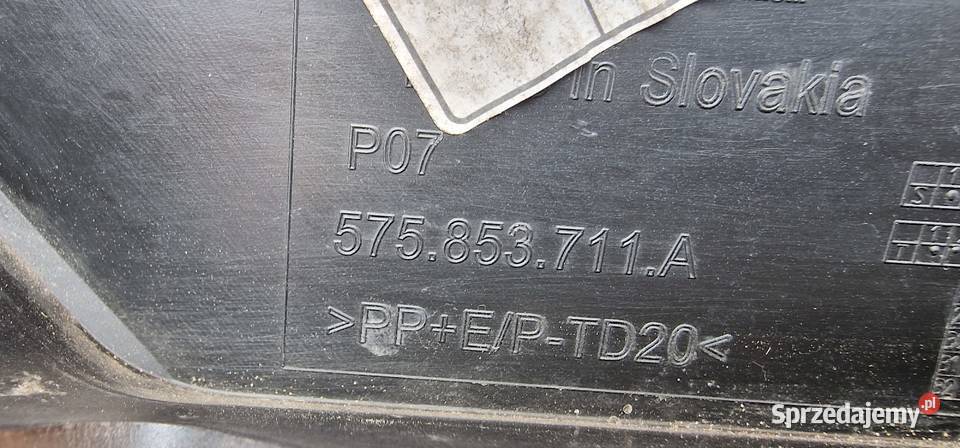 in Slovakia
P07
575.853.711.A
>PP+E/P-TD20<
Sprzedajemy.pl